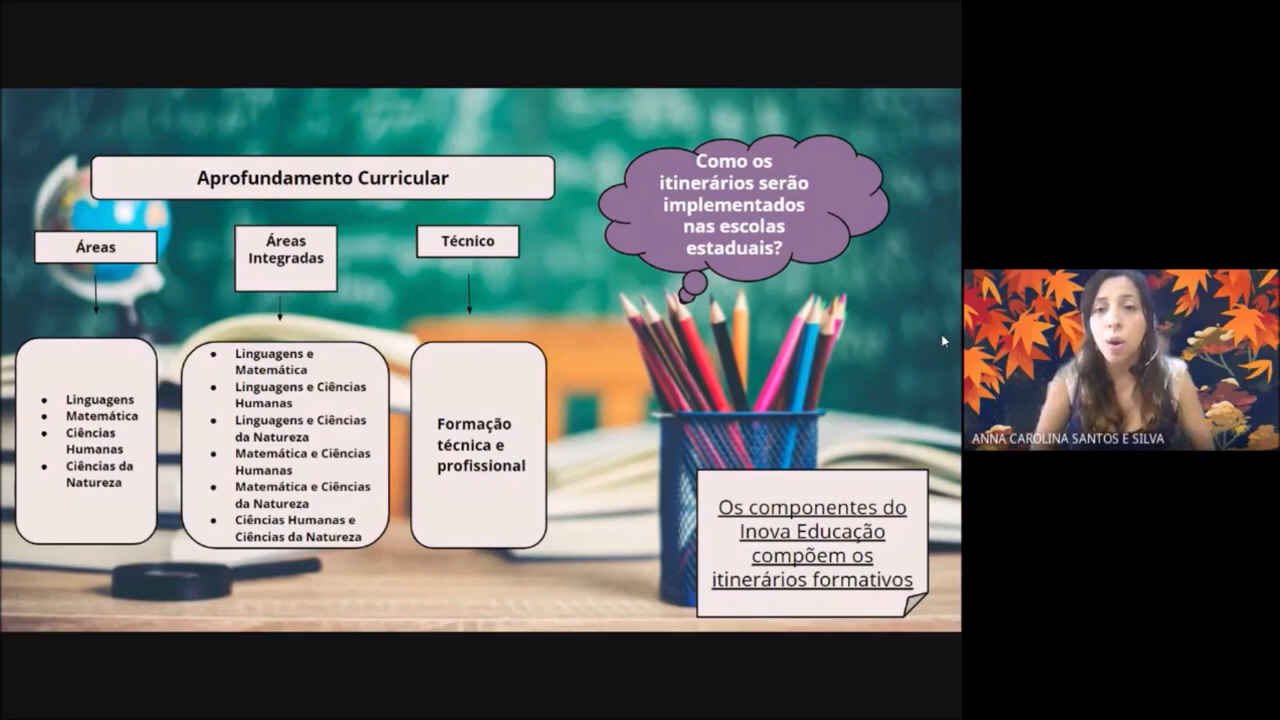 Aprofundamento Curricular
Áreas
Áreas
Integradas
Técnico
• Linguagens
• Matemática
• Ciências
Humanas
• Ciências da
Natureza
• Linguagens e
Matemática
• Linguagens e Ciências
Humanas
• Linguagens e Ciências
da Natureza
• Matemática e Ciências
Humanas
• Matemática e Ciências
da Natureza
• Ciências Humanas e
Ciências da Natureza
Formação
técnica e
profissional
Como os
itinerários serão
implementados
nas escolas
estaduais?
Os componentes do
Inova Educação
compõem os
itinerários formativos
ANNA CAROLINA SANTOS E SILVA